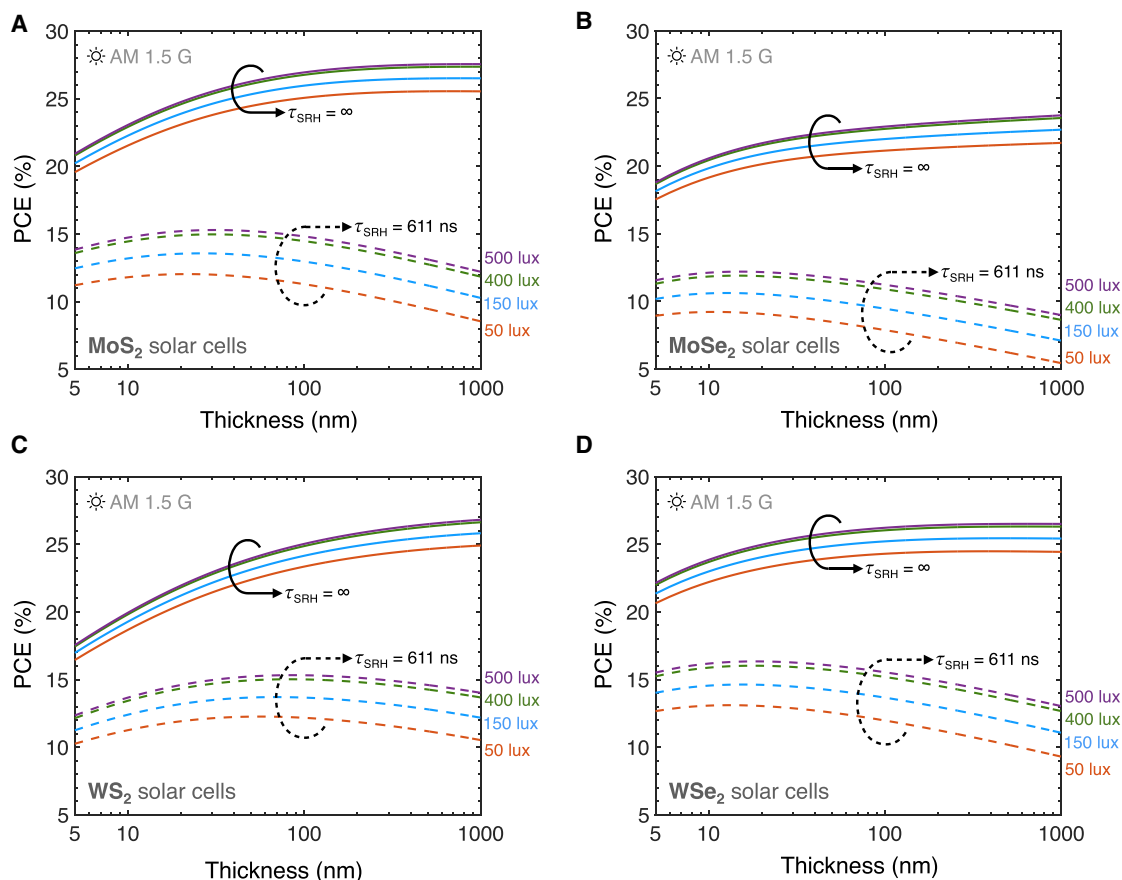 A
30
25
20
15
10
5
PCE (%)
AM 1.5 G
τSRH = ∞
τSRH = 611 ns
500 lux
400 lux
150 lux
50 lux
MoS2 solar cells
5 10 100 1000
Thickness (nm)
B
30
25
20
15
10
5
PCE (%)
AM 1.5 G
τSRH = ∞
τSRH = 611 ns
500 lux
400 lux
150 lux
50 lux
MoSe2 solar cells
5 10 100 1000
Thickness (nm)
C
30
25
20
15
10
5
PCE (%)
AM 1.5 G
τSRH = ∞
τSRH = 611 ns
500 lux
400 lux
150 lux
50 lux
WS2 solar cells
5 10 100 1000
Thickness (nm)
D
30
25
20
15
10
5
PCE (%)
AM 1.5 G
τSRH = ∞
τSRH = 611 ns
500 lux
400 lux
150 lux
50 lux
WSe2 solar cells
5 10 100 1000
Thickness (nm)